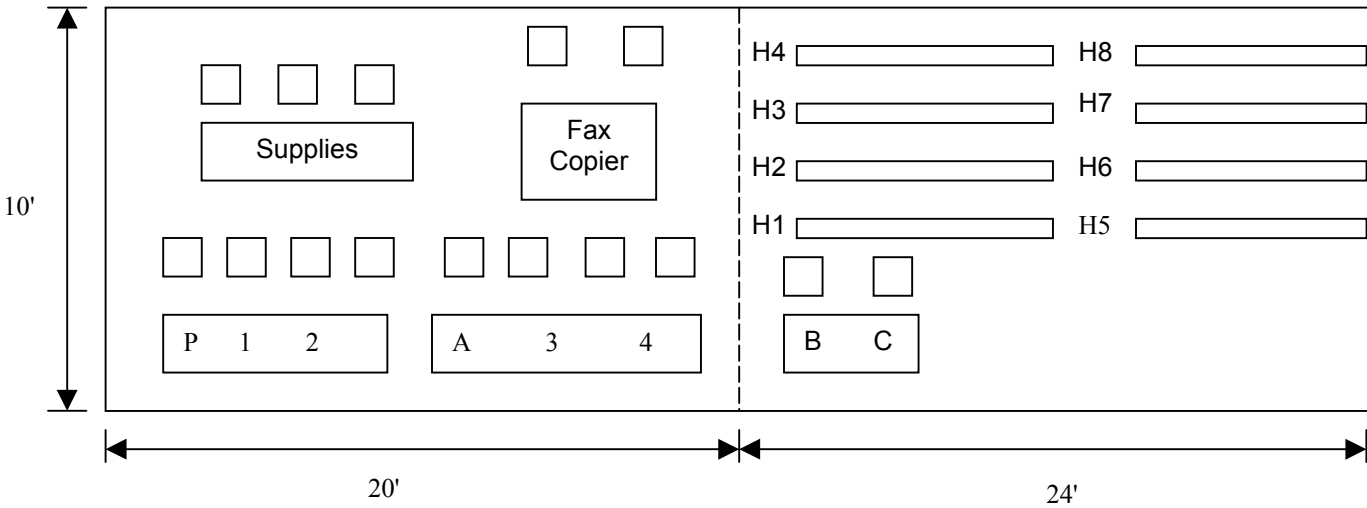 H4 H8
H3 H7
Fax
Copier
Supplies
H2 H6
10'
H1 H5
P 1 2 A 3 4 B C
20' 24'